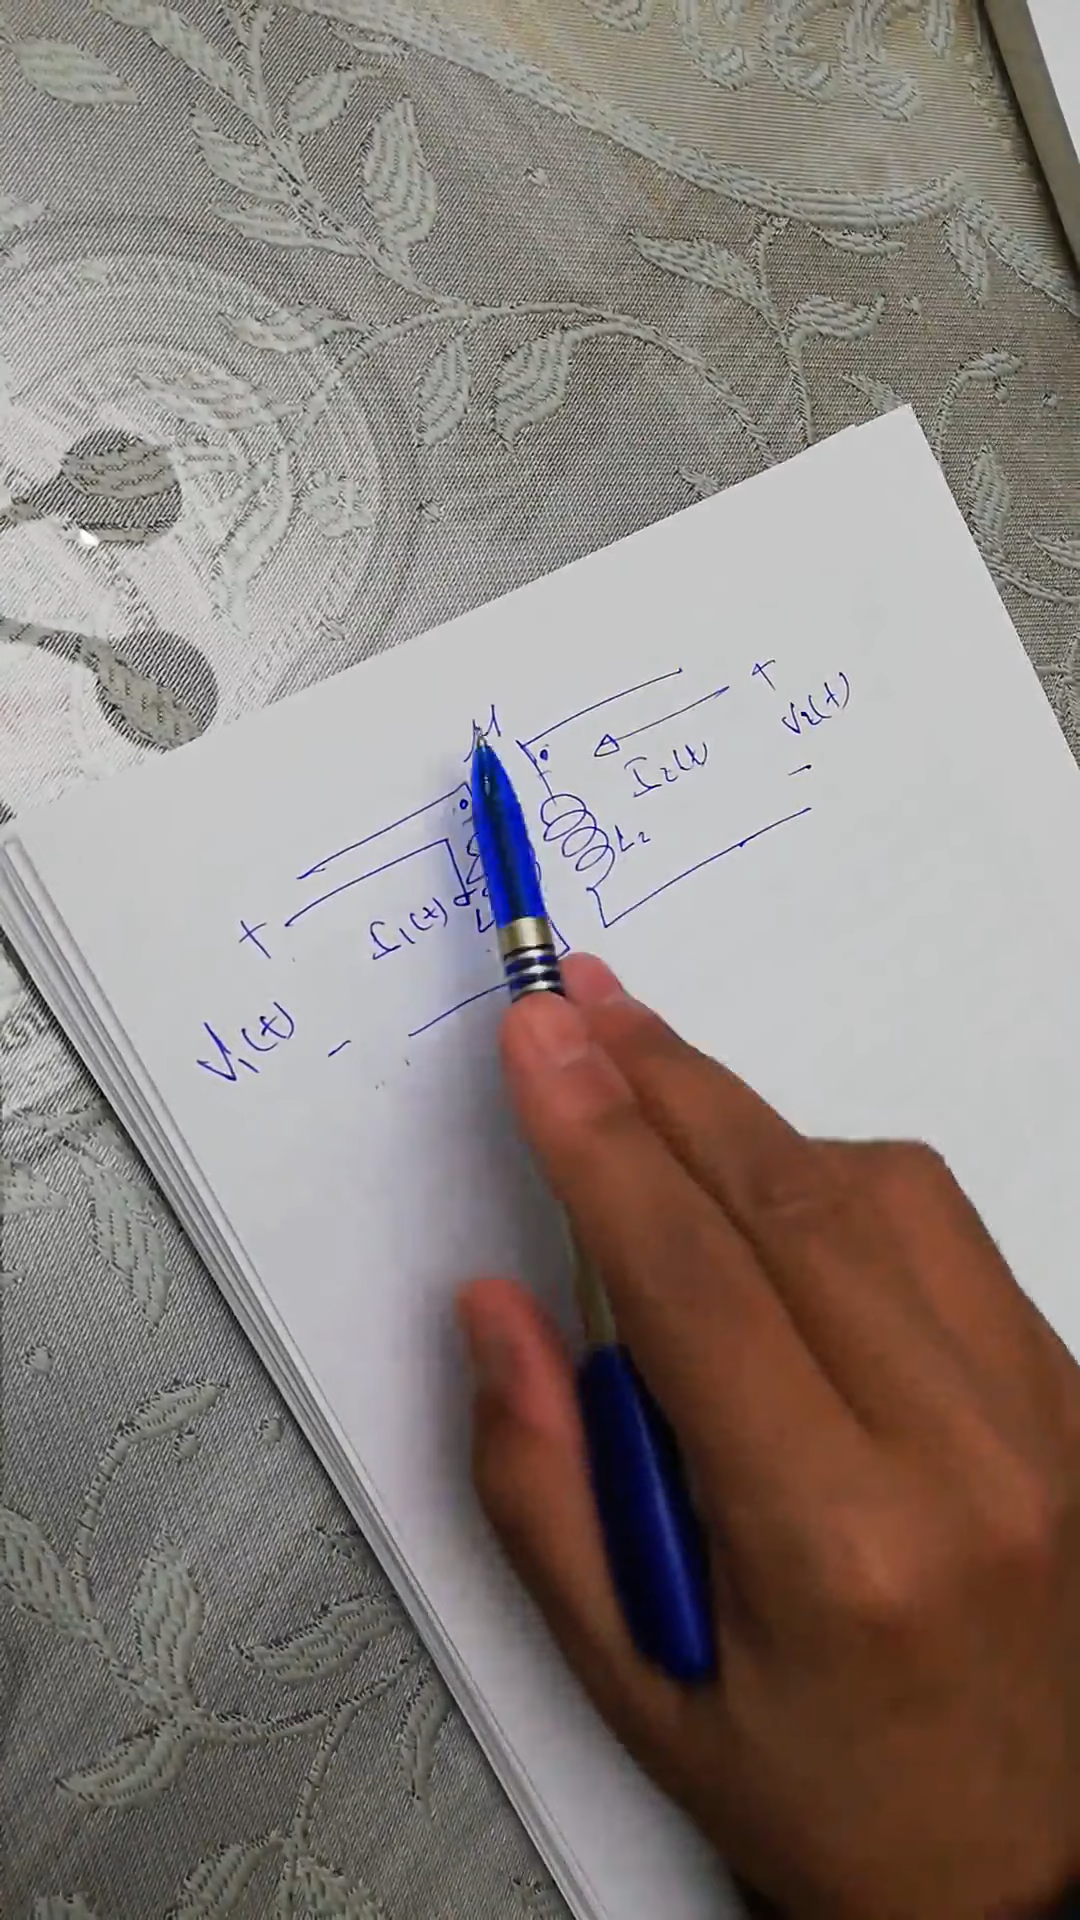 M
+
V2(t)
-
I2(t)
L2
+
I1(t)
L
V1(t)
-